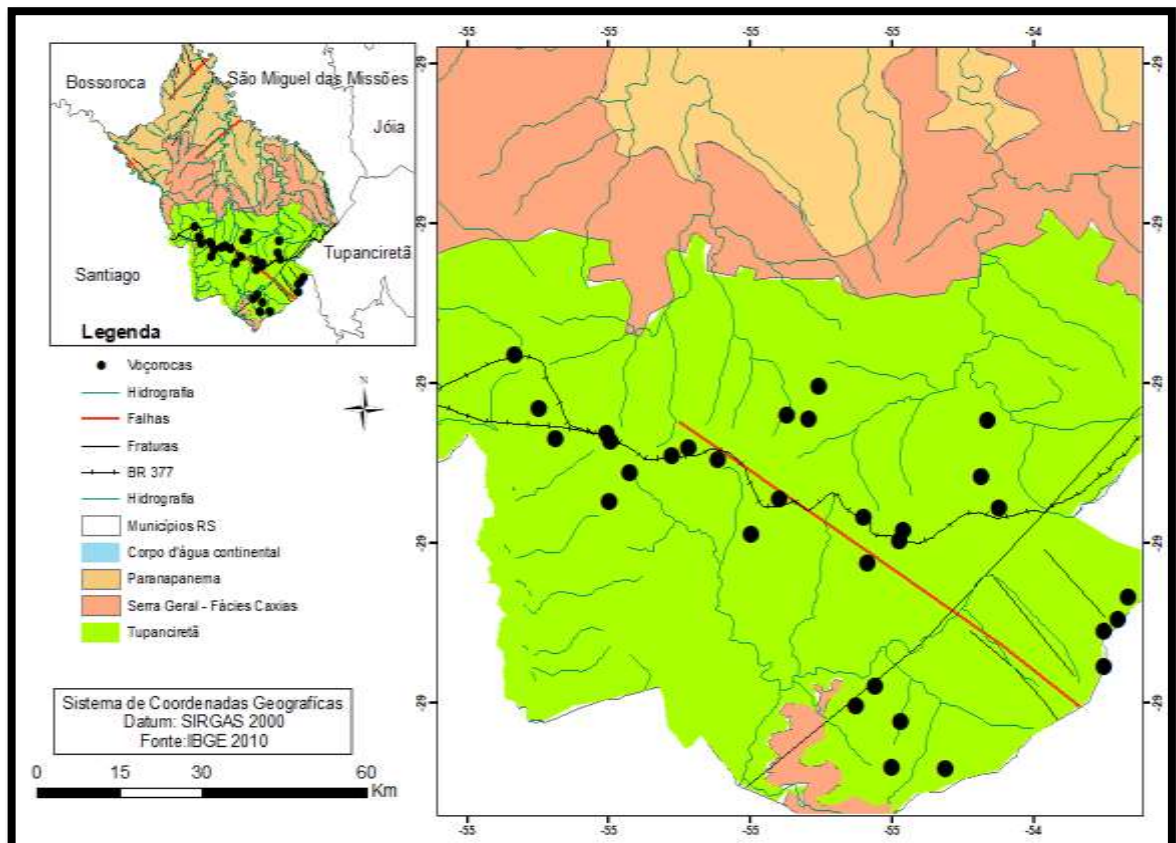 Bossoroca
São Miguel das Missões
Jóia
Tupanciretã
Santiago
Legenda
Voçorocas
Hidrografia
Falhas
Fraturas
BR 377
Hidrografia
Municípios RS
Corpo d'água continental
Paranapanema
Serra Geral - Fácies Caxias
Tupanciretã
N
Sistema de Coordenadas Geografícas
Datum: SIRGAS 2000
Fonte:IBGE 2010
0 15 30 60
Km
-55 -55 -55 -55 -54
-29 -29
-29 -29
-29 -29
-29 -29
-29 -29
-55 -55 -55 -55 -54